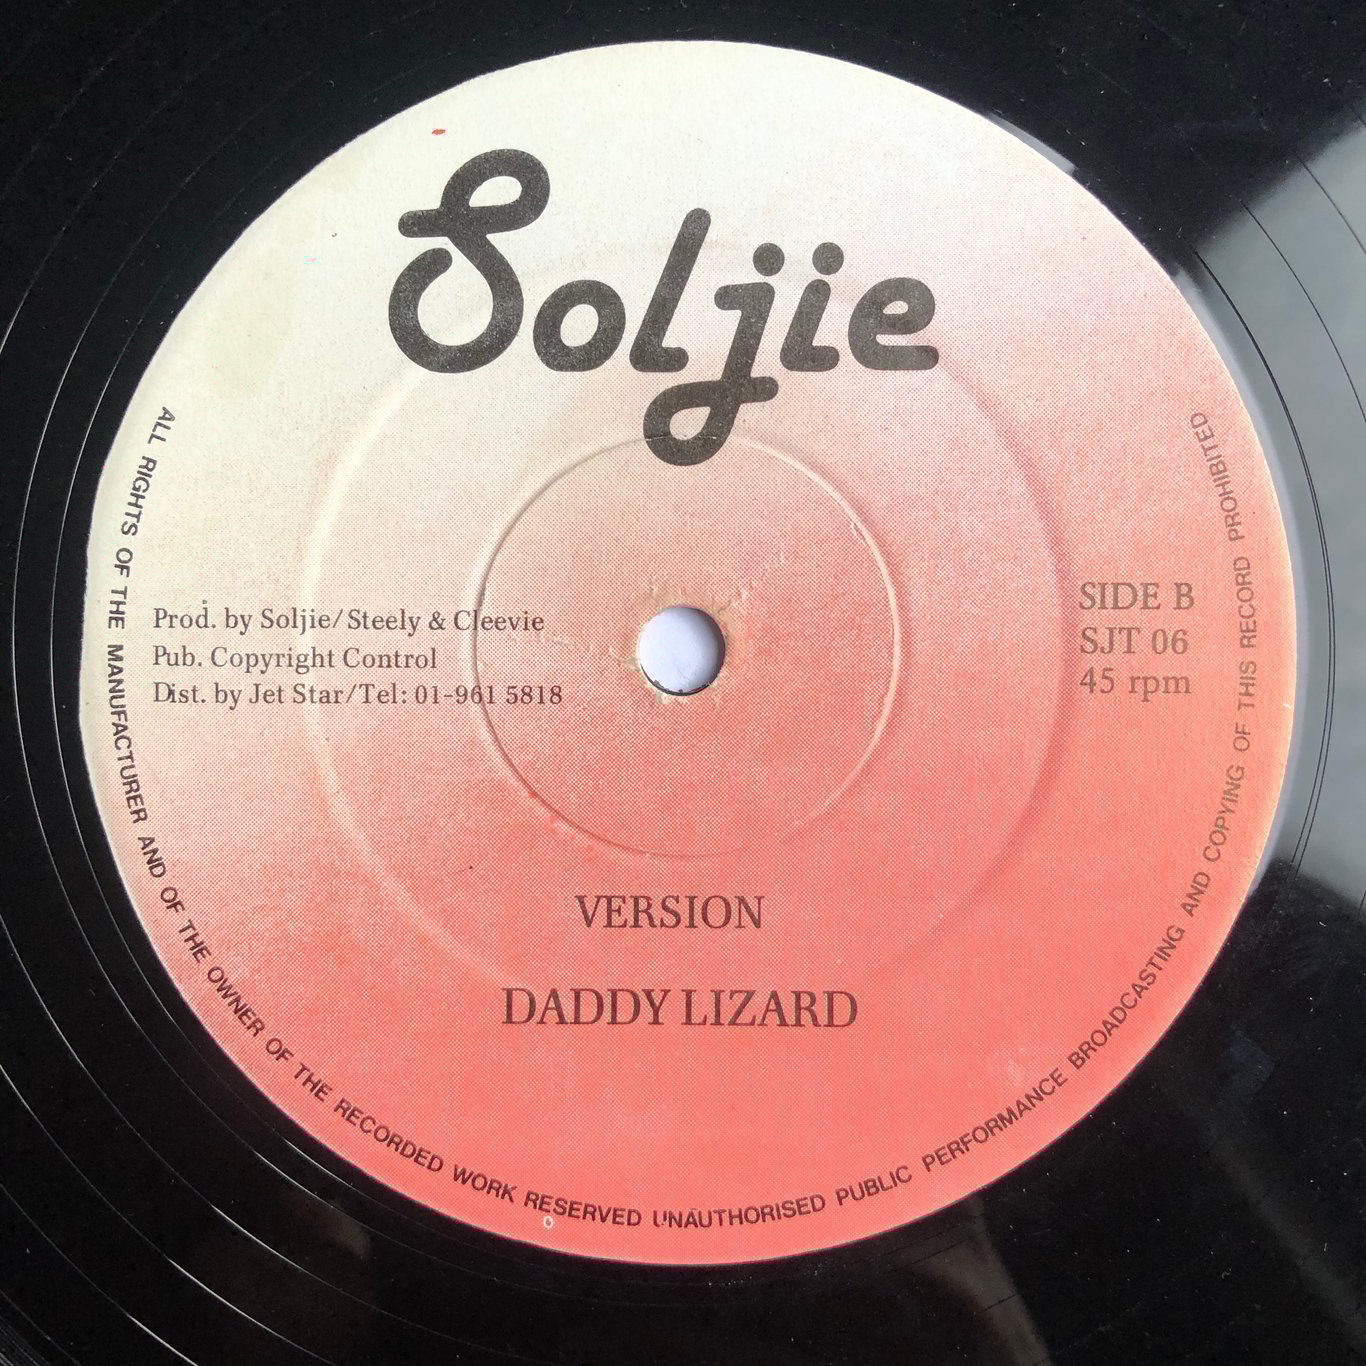 Soljie
Prod. by Soljie/Steely & Cleevie
Pub. Copyright Control
Dist. by Jet Star/Tel: 01-961 5818
SIDE B
SJT 06
45 rpm
VERSION
DADDY LIZARD
ALL RIGHTS OF THE MANUFACTURER AND OF THE OWNER OF THE RECORDED WORK RESERVED UNAUTHORISED PUBLIC PERFORMANCE BROADCASTING AND COPYING OF THIS RECORD PROHIBITED